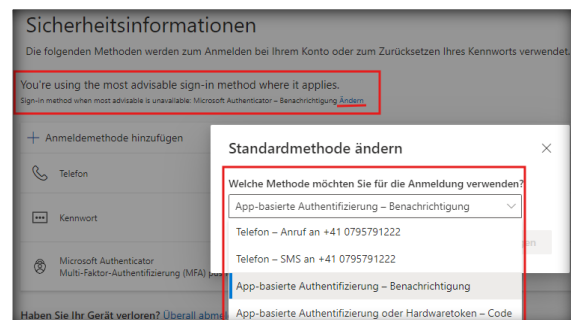 Sicherheitsinformationen
Die folgenden Methoden werden zum Anmelden bei Ihrem Konto oder zum Zurücksetzen Ihres Kennworts verwendet.
You're using the most advisable sign-in method where it applies.
Sign-in method when most advisable is unavailable: Microsoft Authenticator – Benachrichtigung Ändern
+ Anmeldemethode hinzufügen
Telefon
Kennwort
Microsoft Authenticator
Multi-Faktor-Authentifizierung (MFA)
Haben Sie Ihr Gerät verloren? Überall
Standardmethode ändern
Welche Methode möchten Sie für die Anmeldung verwenden?
App-basierte Authentifizierung – Benachrichtigung
Telefon – Anruf an +41 0795791222
Telefon – SMS an +41 0795791222
App-basierte Authentifizierung – Benachrichtigung
App-basierte Authentifizierung oder Hardwaretoken – Code